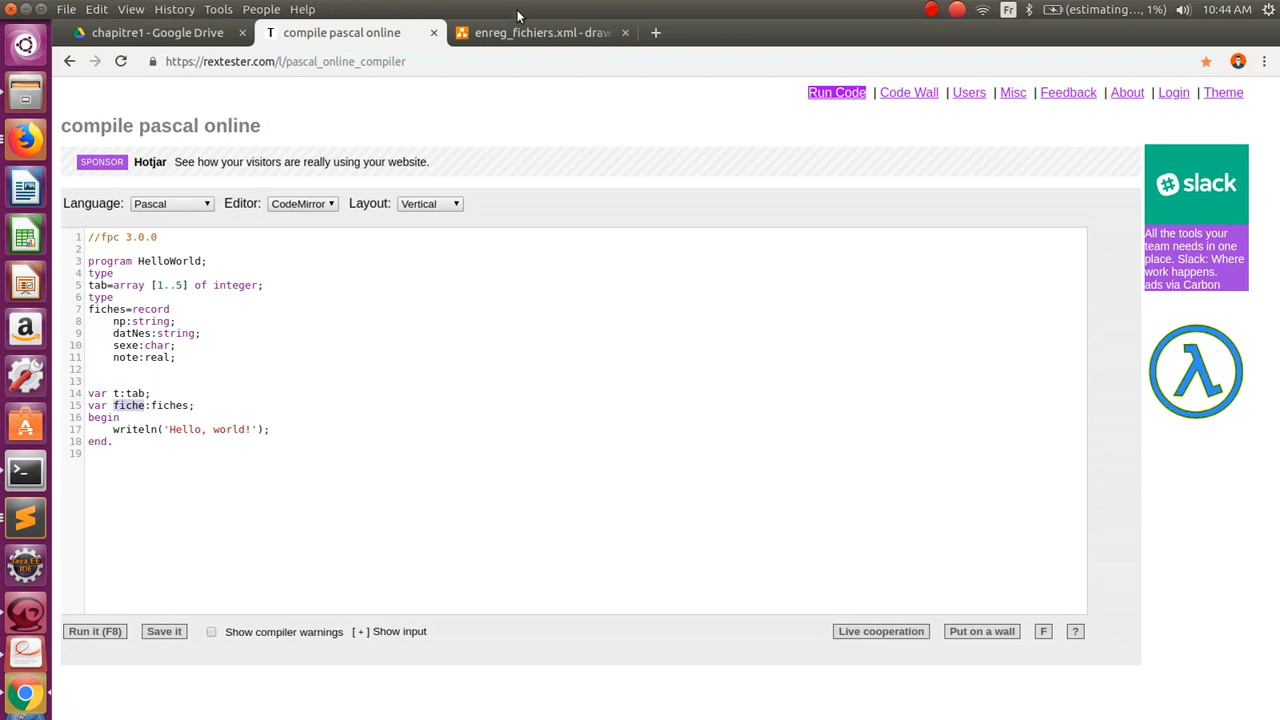 File Edit View History Tools People Help
Fr (estimating..., 1%) 10:44 AM
chapitre1 - Google Drive × T compile pascal online × enreg_fichiers.xml - draw ×
https://rextester.com/l/pascal_online_compiler
Run Code | Code Wall | Users | Misc | Feedback | About | Login | Theme
compile pascal online
SPONSOR Hotjar See how your visitors are really using your website.
slack
All the tools your
team needs in one
place. Slack: Where
work happens.
ads via Carbon
Language: Pascal Editor: CodeMirror Layout: Vertical
1 //fpc 3.0.0
2
3 program HelloWorld;
4 type
5 tab=array [1..5] of integer;
6 type
7 fiches=record
8 np:string;
9 datNes:string;
10 sexe:char;
11 note:real;
12
13
14 var t:tab;
15 var fiche:fiches;
16 begin
17 writeln('Hello, world!');
18 end.
19
Run it (F8) Save it Show compiler warnings [ + ] Show input Live cooperation Put on a wall F ?